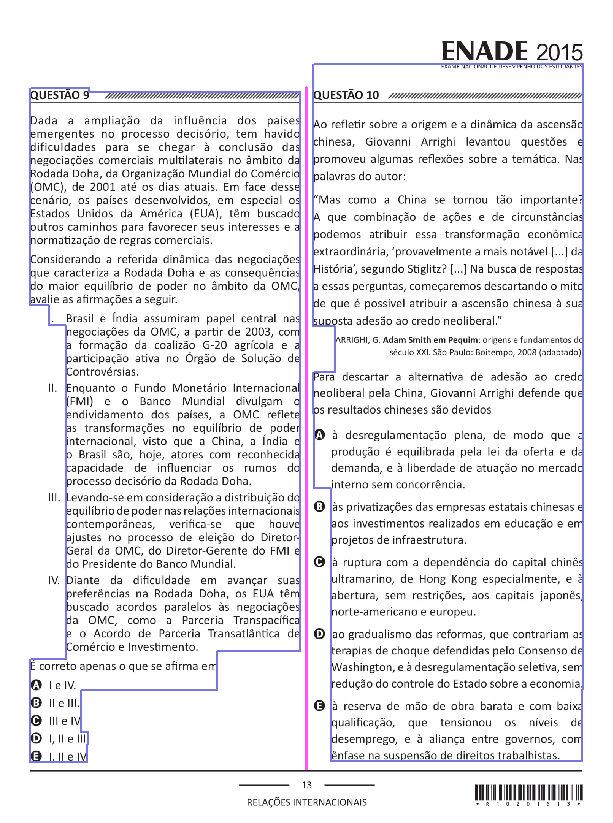 ENADE 2015
EXAME NACIONAL DE DESEMPENHO DOS ESTUDANTES
QUESTÃO 9
Dada a ampliação da influência dos países
emergentes no processo decisório, tem havido
dificuldades para se chegar à conclusão das
negociações comerciais multilaterais no âmbito da
Rodada Doha, da Organização Mundial do Comércio
(OMC), de 2001 até os dias atuais. Em face desse
cenário, os países desenvolvidos, em especial os
Estados Unidos da América (EUA), têm buscado
outros caminhos para favorecer seus interesses e a
normatização de regras comerciais.
Considerando a referida dinâmica das negociações
que caracteriza a Rodada Doha e as consequências
do maior equilíbrio de poder no âmbito da OMC,
avalie as afirmações a seguir.
I. Brasil e Índia assumiram papel central nas
negociações da OMC, a partir de 2003, com
a formação da coalizão G-20 agrícola e a
participação ativa no Órgão de Solução de
Controvérsias.
II. Enquanto o Fundo Monetário Internacional
(FMI) e o Banco Mundial divulgam o
endividamento dos países, a OMC reflete
as transformações no equilíbrio de poder
internacional, visto que a China, a Índia e
o Brasil são, hoje, atores com reconhecida
capacidade de influenciar os rumos do
processo decisório da Rodada Doha.
III. Levando-se em consideração a distribuição do
equilíbrio de poder nas relações internacionais
contemporâneas, verifica-se que houve
ajustes no processo de eleição do Diretor-
Geral da OMC, do Diretor-Gerente do FMI e
do Presidente do Banco Mundial.
IV. Diante da dificuldade em avançar suas
preferências na Rodada Doha, os EUA têm
buscado acordos paralelos às negociações
da OMC, como a Parceria Transpacífica
e o Acordo de Parceria Transatlântica de
Comércio e Investimento.
É correto apenas o que se afirma em
A I e IV.
B II e III.
C III e IV
D I, II e III
E I, II e IV
QUESTÃO 10
Ao refletir sobre a origem e a dinâmica da ascensão
chinesa, Giovanni Arrighi levantou questões e
promoveu algumas reflexões sobre a temática. Nas
palavras do autor:
“Mas como a China se tornou tão importante?
A que combinação de ações e de circunstâncias
podemos atribuir essa transformação econômica
extraordinária, ‘provavelmente a mais notável [...] da
História’, segundo Stiglitz? [...] Na busca de respostas
a essas perguntas, começaremos descartando o mito
de que é possível atribuir a ascensão chinesa à sua
suposta adesão ao credo neoliberal.”
ARRIGHI, G. Adam Smith em Pequim: origens e fundamentos do
século XXI. São Paulo: Boitempo, 2008 (adaptado)
Para descartar a alternativa de adesão ao credo
neoliberal pela China, Giovanni Arrighi defende que
os resultados chineses são devidos
A à desregulamentação plena, de modo que a
produção é equilibrada pela lei da oferta e da
demanda, e à liberdade de atuação no mercado
interno sem concorrência.
B às privatizações das empresas estatais chinesas e
aos investimentos realizados em educação e em
projetos de infraestrutura.
C à ruptura com a dependência do capital chinês
ultramarino, de Hong Kong especialmente, e à
abertura, sem restrições, aos capitais japonês,
norte-americano e europeu.
D ao gradualismo das reformas, que contrariam as
terapias de choque defendidas pelo Consenso de
Washington, e à desregulamentação seletiva, sem
redução do controle do Estado sobre a economia.
E à reserva de mão de obra barata e com baixa
qualificação, que tensionou os níveis de
desemprego, e à aliança entre governos, com
ênfase na suspensão de direitos trabalhistas.
13
RELAÇÕES INTERNACIONAIS
*R1020151 3*